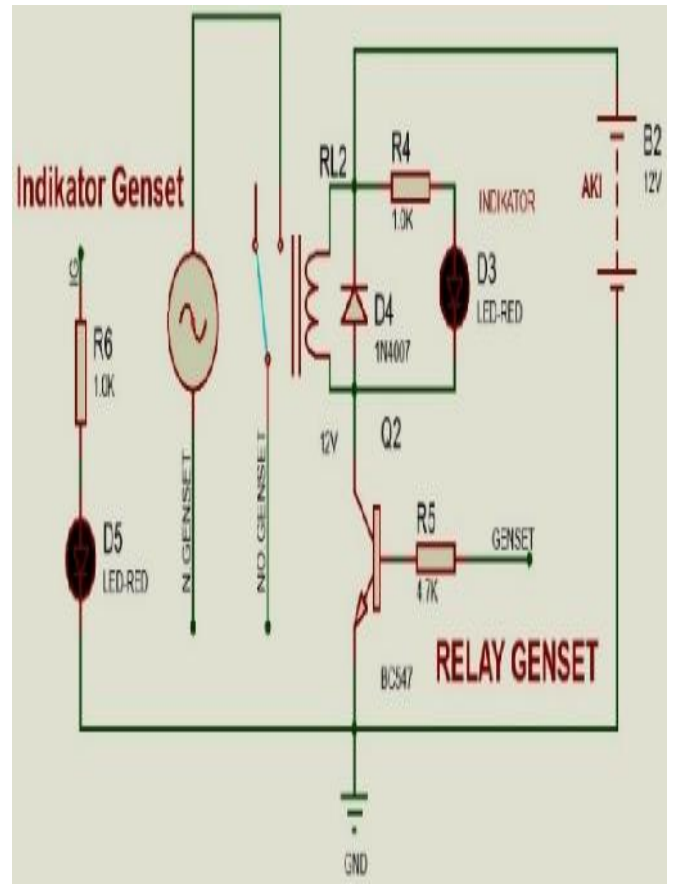 Indikator Genset
IG
R6
1.0K
D5
LED-RED
N GENSET
NO GENSET
RL2
12V
R4
1.0K
INDIKATOR
D3
LED-RED
D4
1N4007
AKI
B2
12V
Q2
BC547
R5
4.7K
GENSET
RELAY GENSET
GND